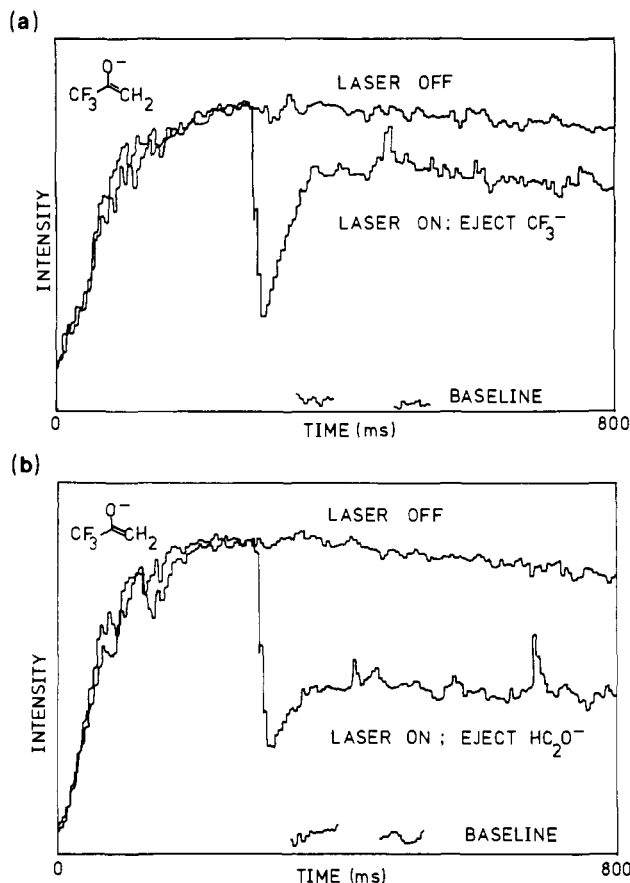 (a)
O⁻
CF₃ CH₂
LASER OFF
LASER ON: EJECT CF₃⁻
BASELINE
INTENSITY
0
TIME (ms)
800
(b)
O⁻
CF₃ CH₂
LASER OFF
LASER ON; EJECT HC₂O⁻
BASELINE
INTENSITY
0
TIME (ms)
800